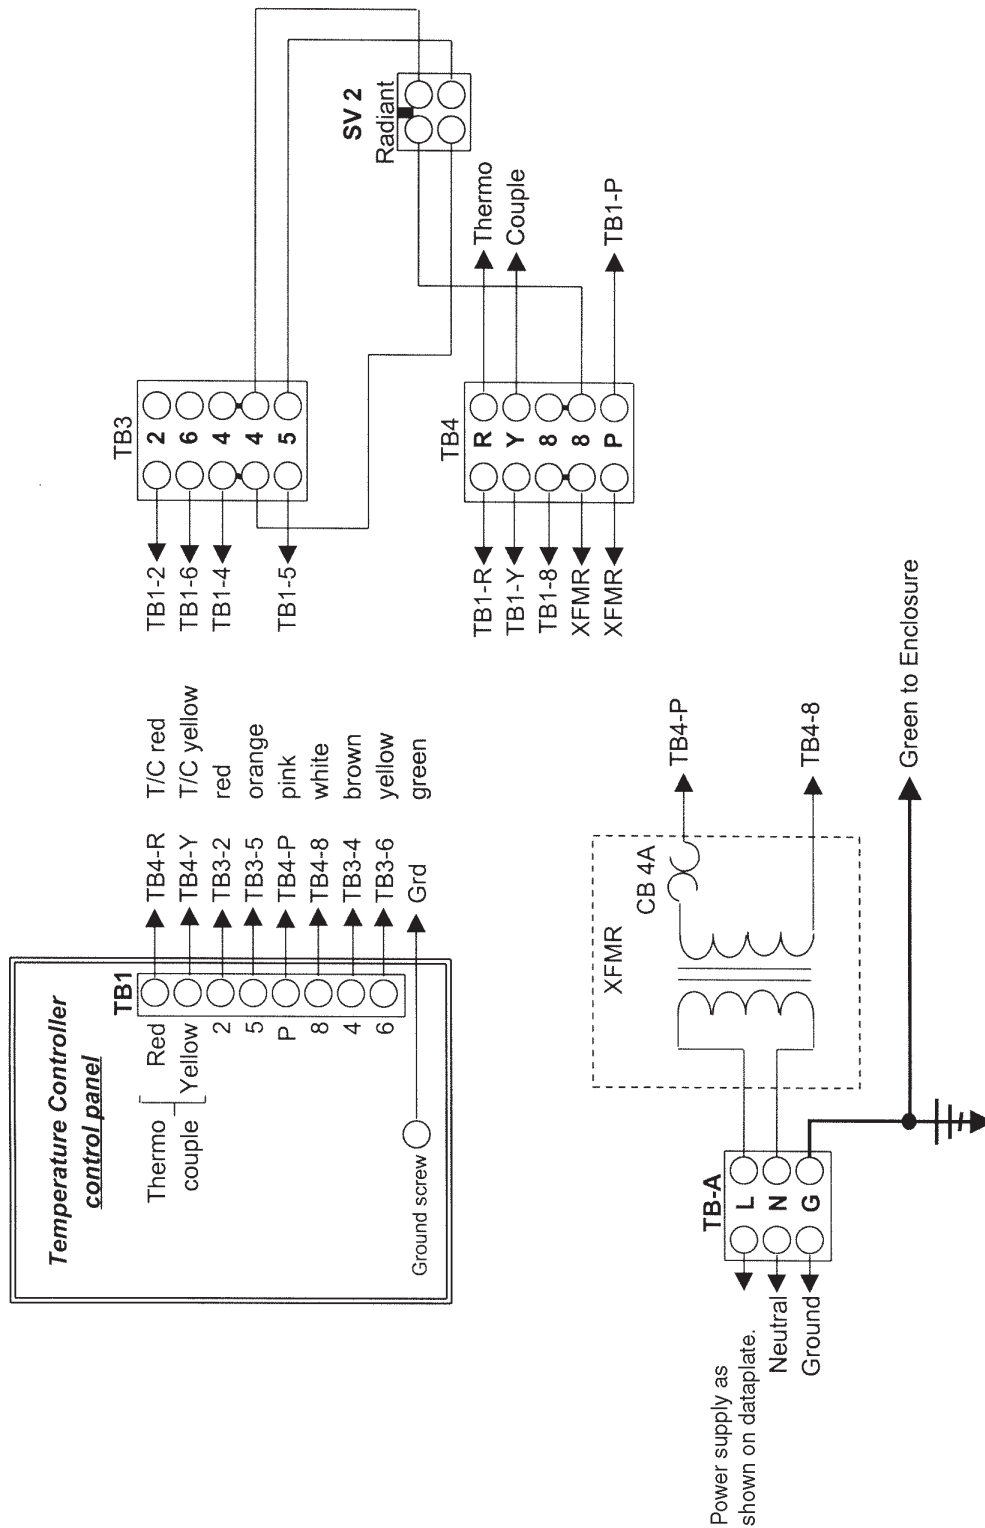 Temperature Controller
control panel
TB1
Thermo
couple
Red
Yellow
2
5
P
8
4
6
Ground screw
TB4-R T/C red
TB4-Y T/C yellow
TB3-2 red
TB3-5 orange
TB4-P pink
TB4-8 white
TB3-4 brown
TB3-6 yellow
Grd green
TB3
TB1-2 2
TB1-6 6
TB1-4 4
4
TB1-5 5
SV 2
Radiant
TB4
TB1-R R Thermo
TB1-Y Y Couple
TB1-8 8
XFMR 8
XFMR P TB1-P
Power supply as
shown on dataplate.
Neutral
Ground
TB-A
L
N
G
XFMR
CB 4A
TB4-P
TB4-8
Green to Enclosure